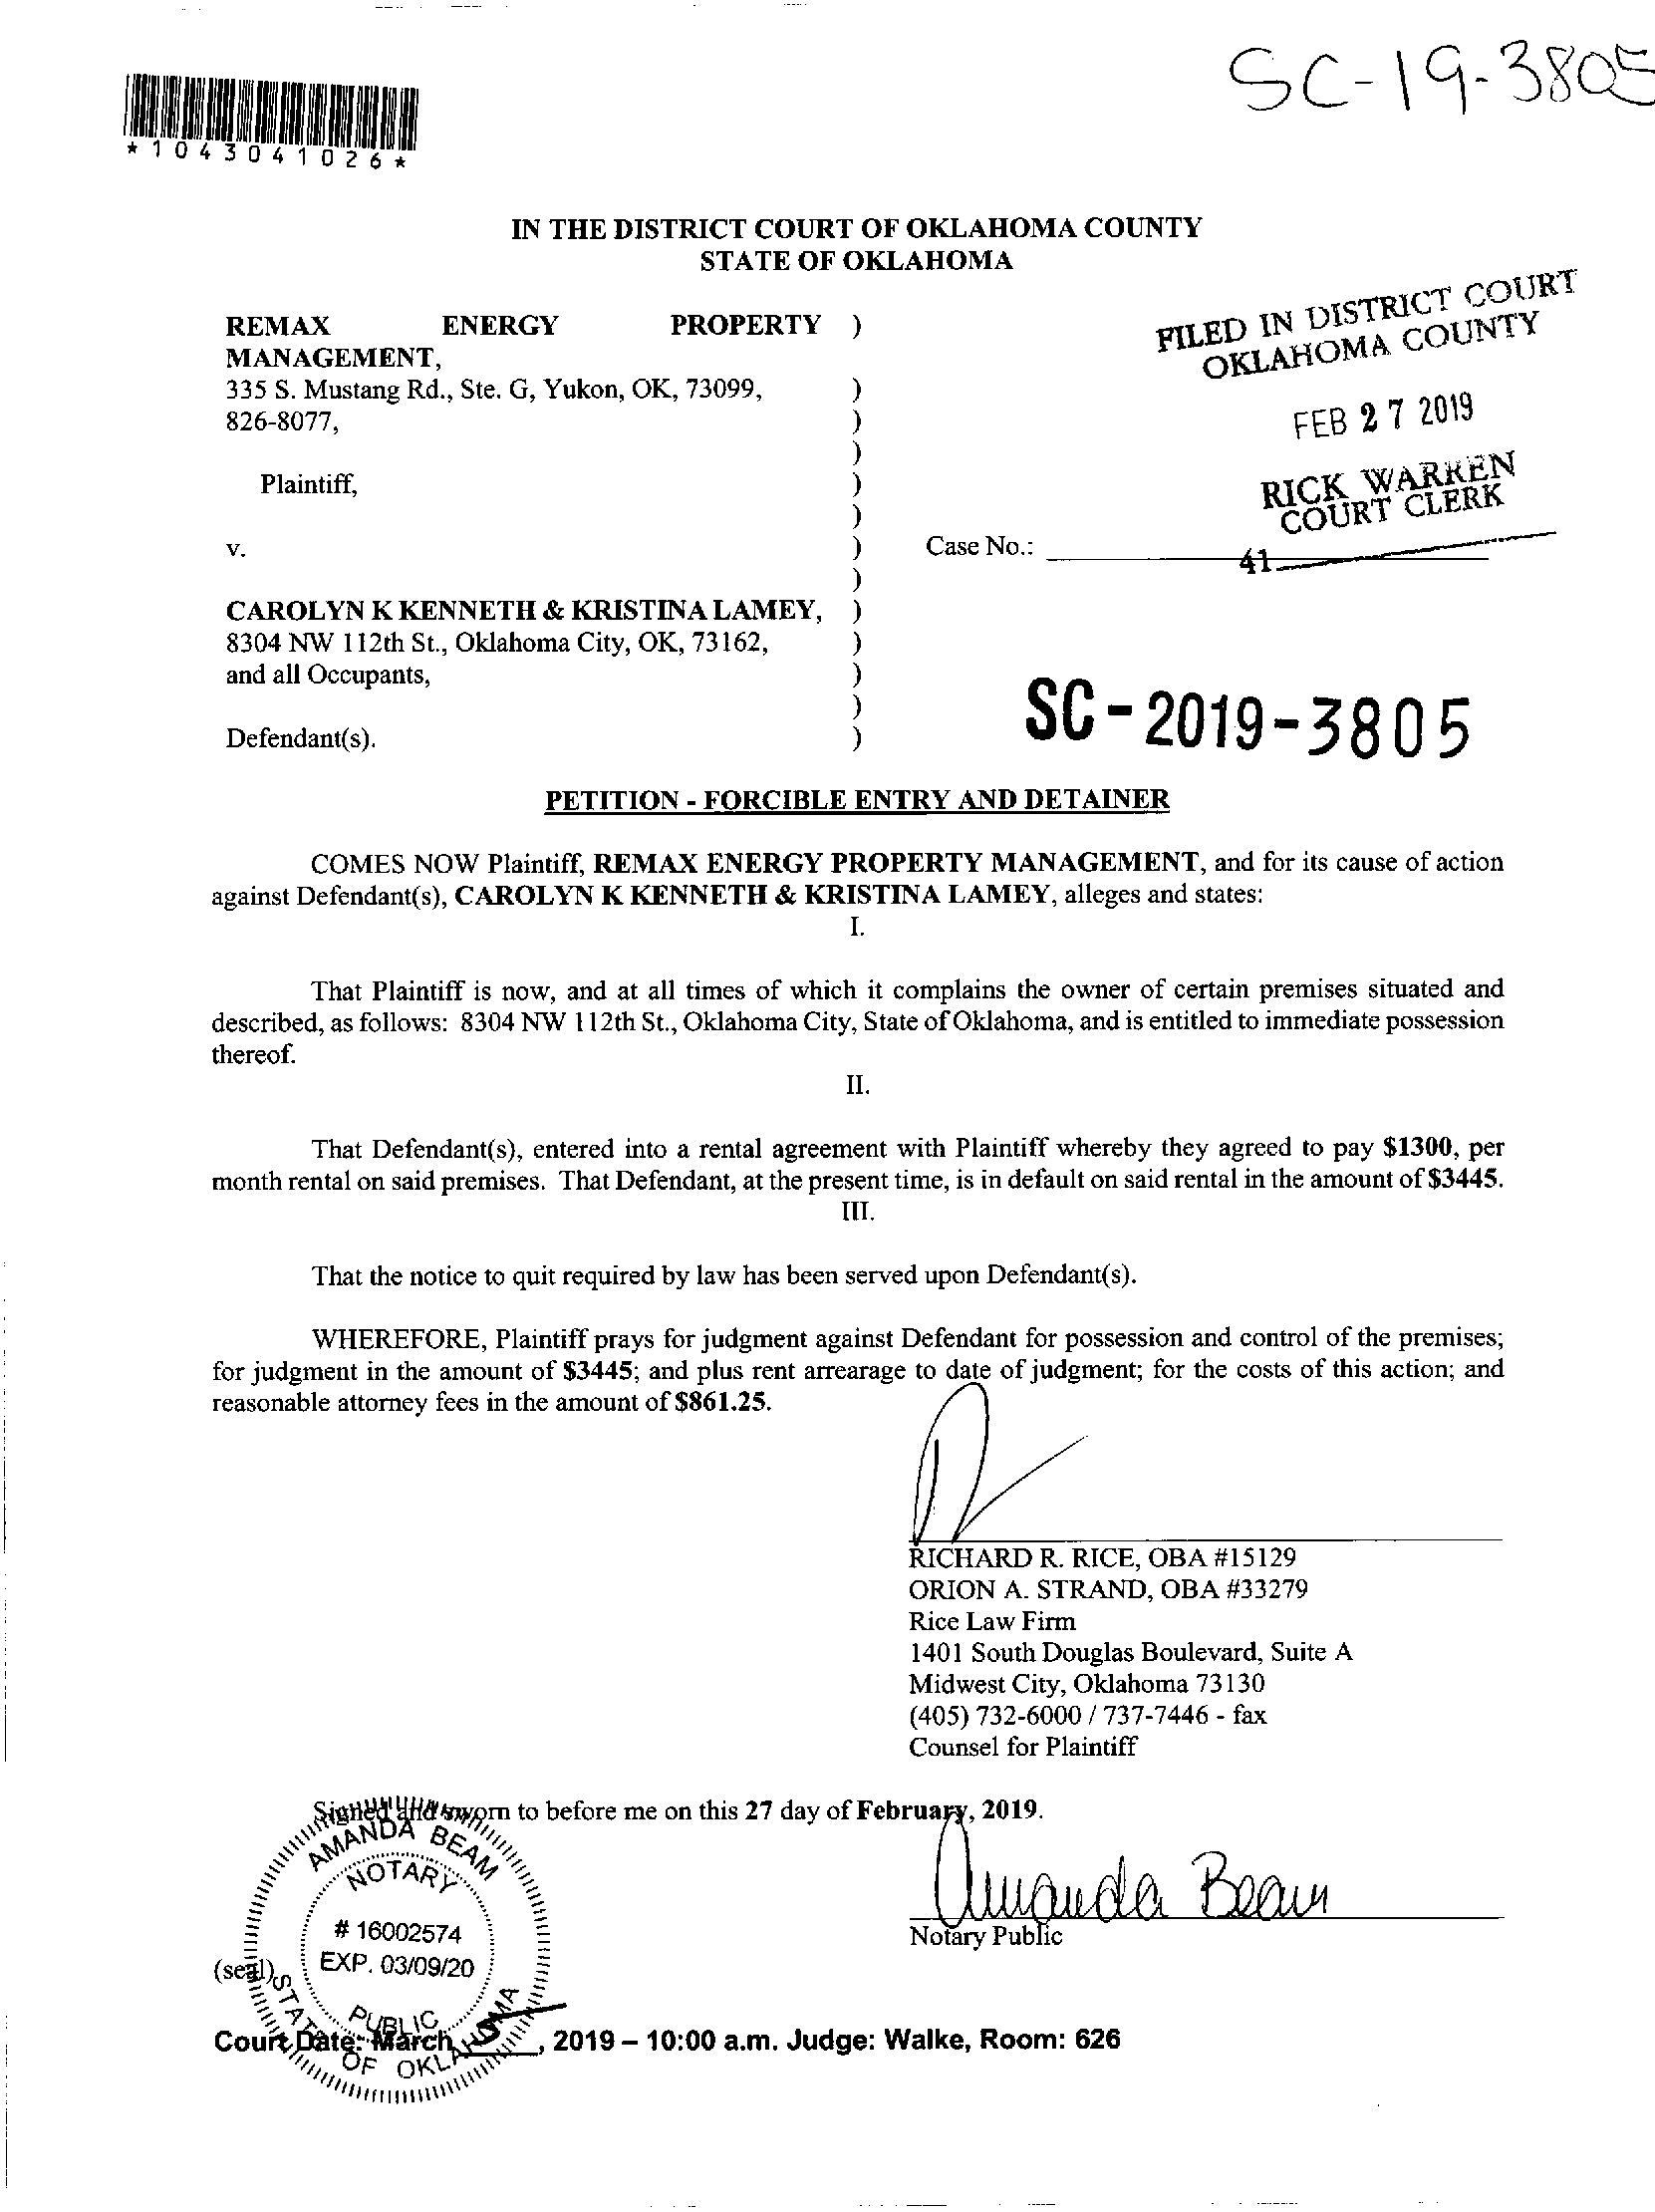 SC-19-3805
*1043041026*
IN THE DISTRICT COURT OF OKLAHOMA COUNTY
STATE OF OKLAHOMA
REMAX ENERGY PROPERTY )
MANAGEMENT,
335 S. Mustang Rd., Ste. G, Yukon, OK, 73099, )
826-8077, )
)
Plaintiff, )
)
v. ) Case No.:
)
CAROLYN K KENNETH & KRISTINA LAMEY, )
8304 NW 112th St., Oklahoma City, OK, 73162, )
and all Occupants, )
)
Defendant(s). )
FILED IN DISTRICT COURT
OKLAHOMA COUNTY
FEB 27 2019
RICK WARREN
COURT CLERK
41
SC-2019-3805
PETITION - FORCIBLE ENTRY AND DETAINER
COMES NOW Plaintiff, REMAX ENERGY PROPERTY MANAGEMENT, and for its cause of action
against Defendant(s), CAROLYN K KENNETH & KRISTINA LAMEY, alleges and states:
I.
That Plaintiff is now, and at all times of which it complains the owner of certain premises situated and
described, as follows: 8304 NW 112th St., Oklahoma City, State of Oklahoma, and is entitled to immediate possession
thereof.
II.
That Defendant(s), entered into a rental agreement with Plaintiff whereby they agreed to pay $1300, per
month rental on said premises. That Defendant, at the present time, is in default on said rental in the amount of $3445.
III.
That the notice to quit required by law has been served upon Defendant(s).
WHEREFORE, Plaintiff prays for judgment against Defendant for possession and control of the premises;
for judgment in the amount of $3445; and plus rent arrearage to date of judgment; for the costs of this action; and
reasonable attorney fees in the amount of $861.25.
RICHARD R. RICE, OBA #15129
ORION A. STRAND, OBA #33279
Rice Law Firm
1401 South Douglas Boulevard, Suite A
Midwest City, Oklahoma 73130
(405) 732-6000 / 737-7446 - fax
Counsel for Plaintiff
Signed and sworn to before me on this 27 day of February, 2019.
Amanda Beam
Notary Public
AMANDA BEAM
NOTARY
# 16002574
EXP. 03/09/20
PUBLIC
STATE OF OKLAHOMA
(seal)
Court Date: March 5, 2019 – 10:00 a.m. Judge: Walke, Room: 626